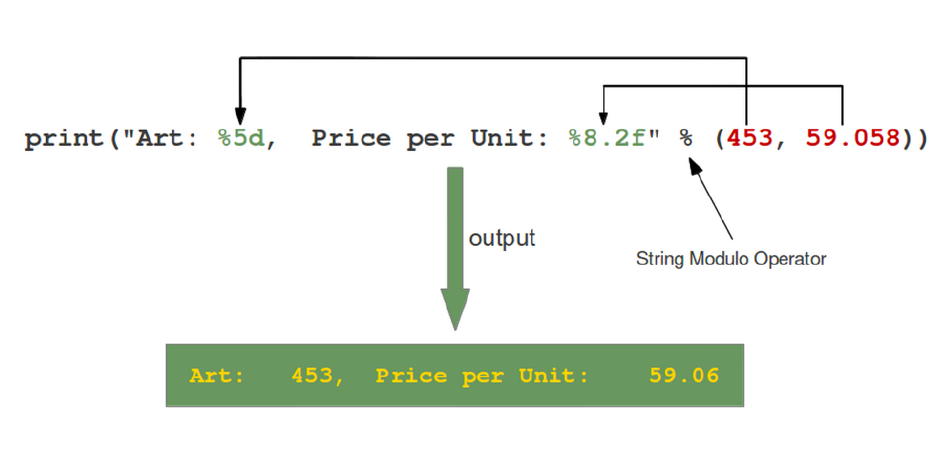 print("Art: %5d,  Price per Unit: %8.2f" % (453, 59.058))
output
String Modulo Operator
Art:   453,  Price per Unit:    59.06